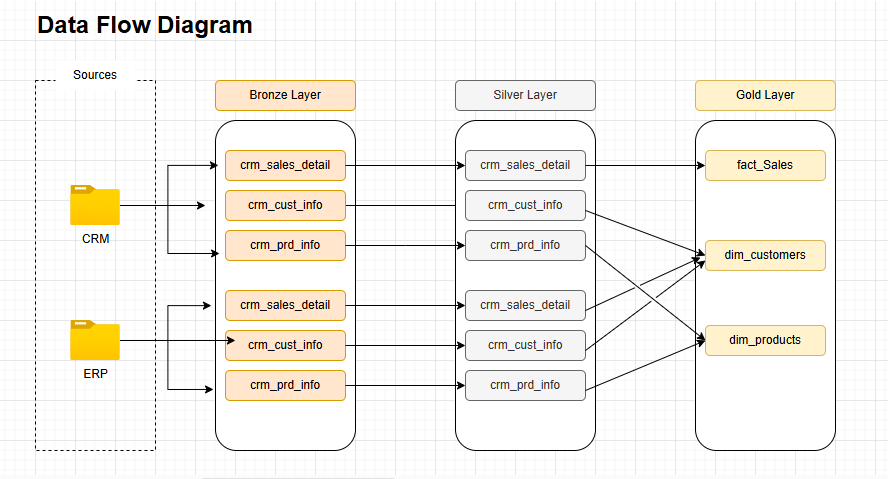 Data Flow Diagram
Sources
Bronze Layer
Silver Layer
Gold Layer
crm_sales_detail
crm_sales_detail
fact_Sales
crm_cust_info
crm_cust_info
CRM
crm_prd_info
crm_prd_info
dim_customers
crm_sales_detail
crm_sales_detail
crm_cust_info
crm_cust_info
dim_products
ERP
crm_prd_info
crm_prd_info